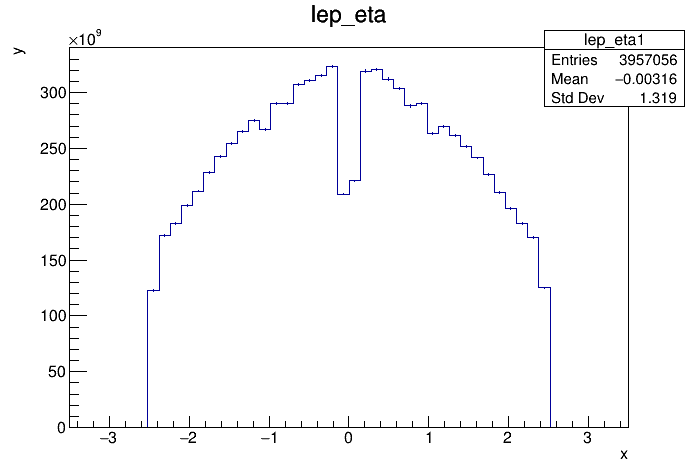 lep_eta
×10⁹
y
lep_eta1
Entries 3957056
Mean −0.00316
Std Dev 1.319
300
250
200
150
100
50
0
−3 −2 −1 0 1 2 3
x